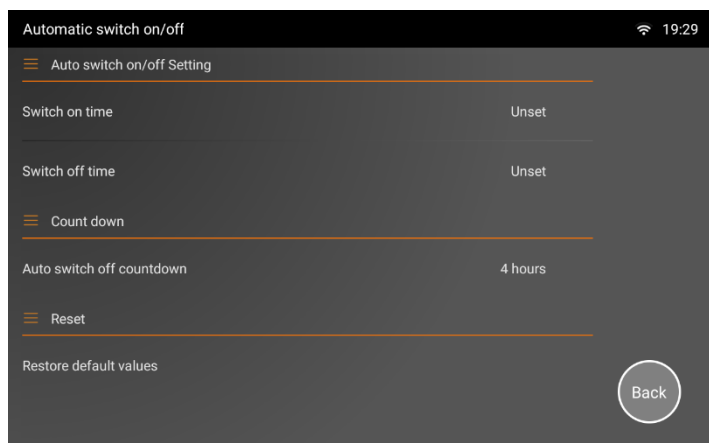 Automatic switch on/off 19:29
Auto switch on/off Setting
Switch on time Unset
Switch off time Unset
Count down
Auto switch off countdown 4 hours
Reset
Restore default values
Back